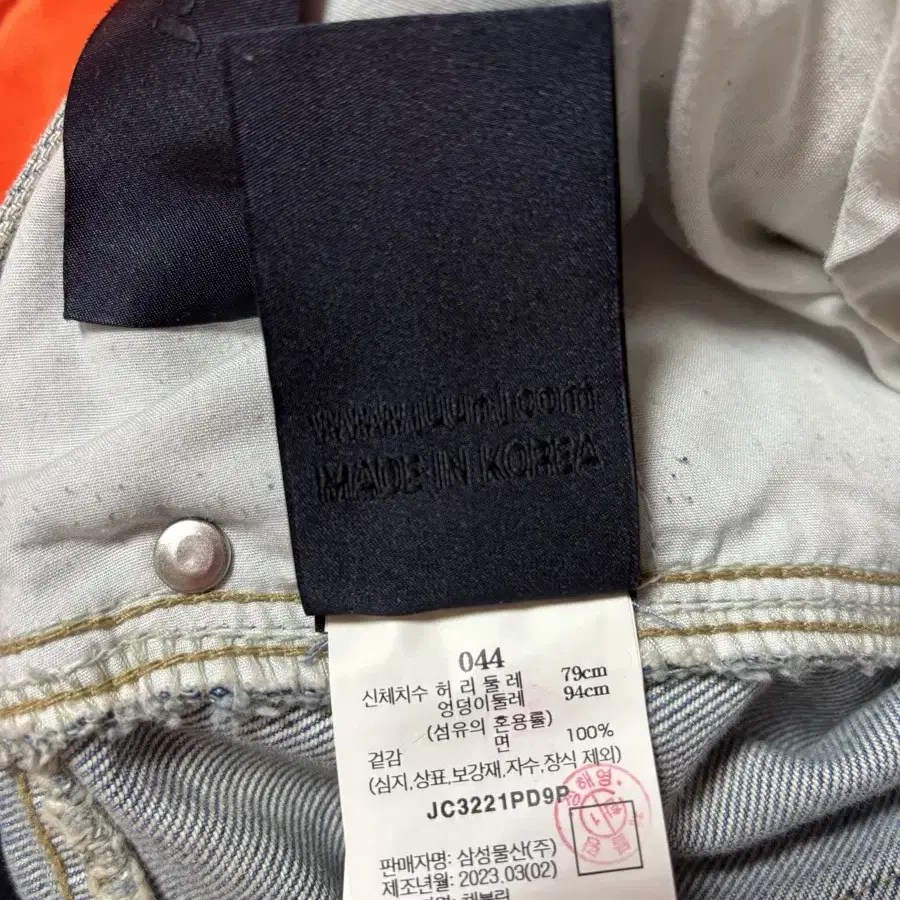 www.juunj.com
MADE IN KOREA
044
신체치수 허 리 둘 레 79cm
엉덩이둘레 94cm
(섬유의 혼용률)
겉감 면 100%
(심지,상표,보강재,자수,장식 제외)
JC3221PD9P
판매자명: 삼성물산(주)
제조년월: 2023.03(02)